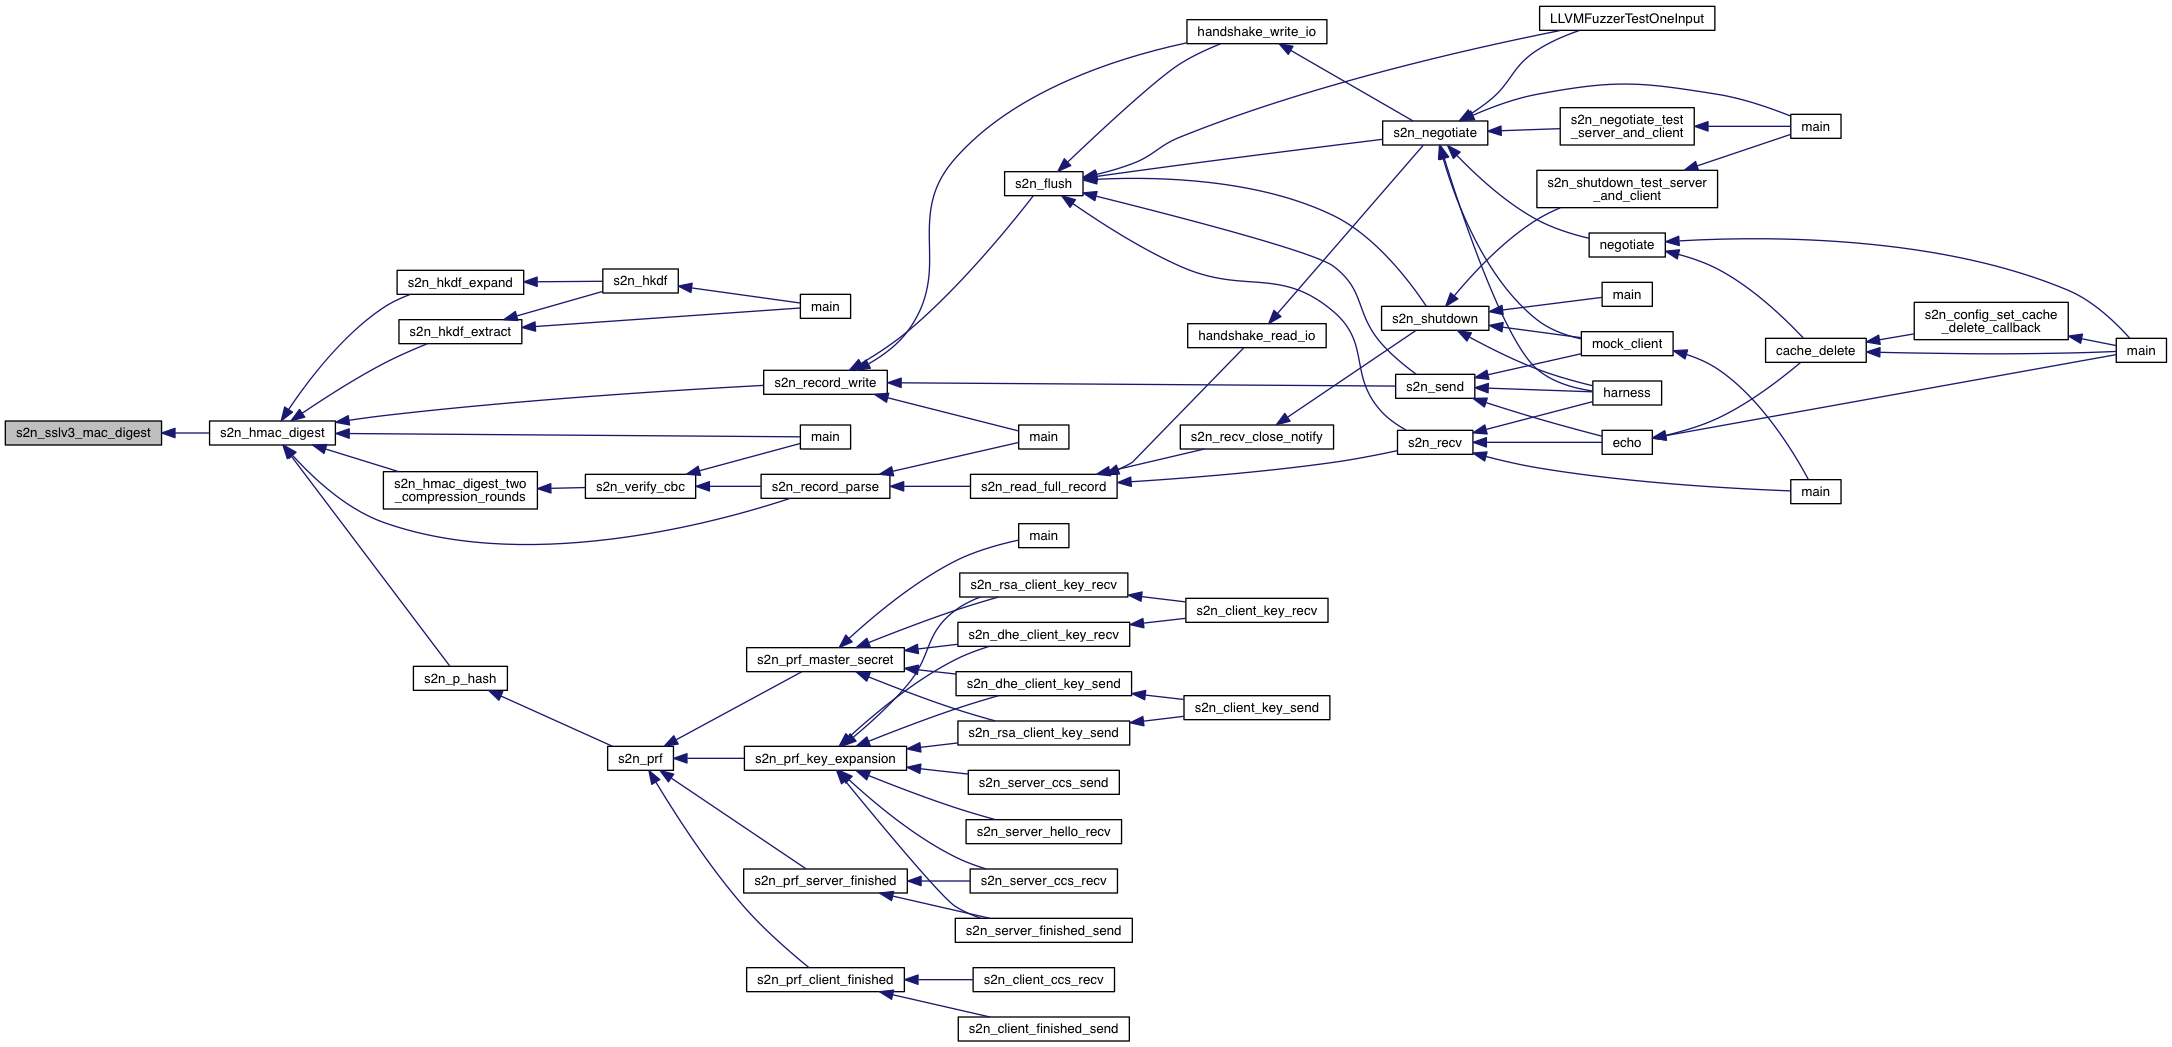 s2n_sslv3_mac_digest
s2n_hmac_digest
s2n_hkdf_expand
s2n_hkdf_extract
s2n_hmac_digest_two
_compression_rounds
s2n_p_hash
s2n_hkdf
s2n_verify_cbc
s2n_prf
main
s2n_record_write
main
s2n_record_parse
s2n_prf_master_secret
s2n_prf_key_expansion
s2n_prf_server_finished
s2n_prf_client_finished
s2n_flush
main
s2n_read_full_record
main
s2n_rsa_client_key_recv
s2n_dhe_client_key_recv
s2n_dhe_client_key_send
s2n_rsa_client_key_send
s2n_server_ccs_send
s2n_server_hello_recv
s2n_server_ccs_recv
s2n_server_finished_send
s2n_client_ccs_recv
s2n_client_finished_send
handshake_write_io
handshake_read_io
s2n_recv_close_notify
s2n_client_key_recv
s2n_client_key_send
s2n_negotiate
s2n_shutdown
s2n_send
s2n_recv
LLVMFuzzerTestOneInput
s2n_negotiate_test
_server_and_client
s2n_shutdown_test_server
_and_client
negotiate
main
mock_client
harness
echo
main
cache_delete
main
s2n_config_set_cache
_delete_callback
main